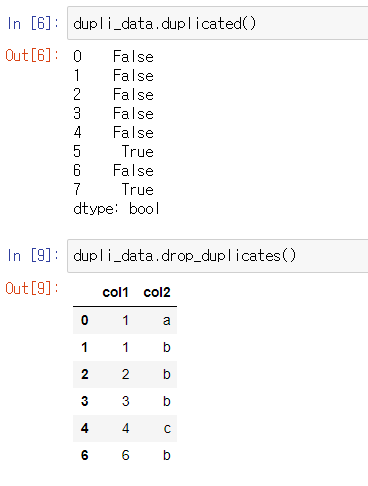 In [6]: dupli_data.duplicated()
Out[6]: 0 False
1 False
2 False
3 False
4 False
5 True
6 False
7 True
dtype: bool
In [9]: dupli_data.drop_duplicates()
Out[9]:
col1 col2
0 1 a
1 1 b
2 2 b
3 3 b
4 4 c
6 6 b